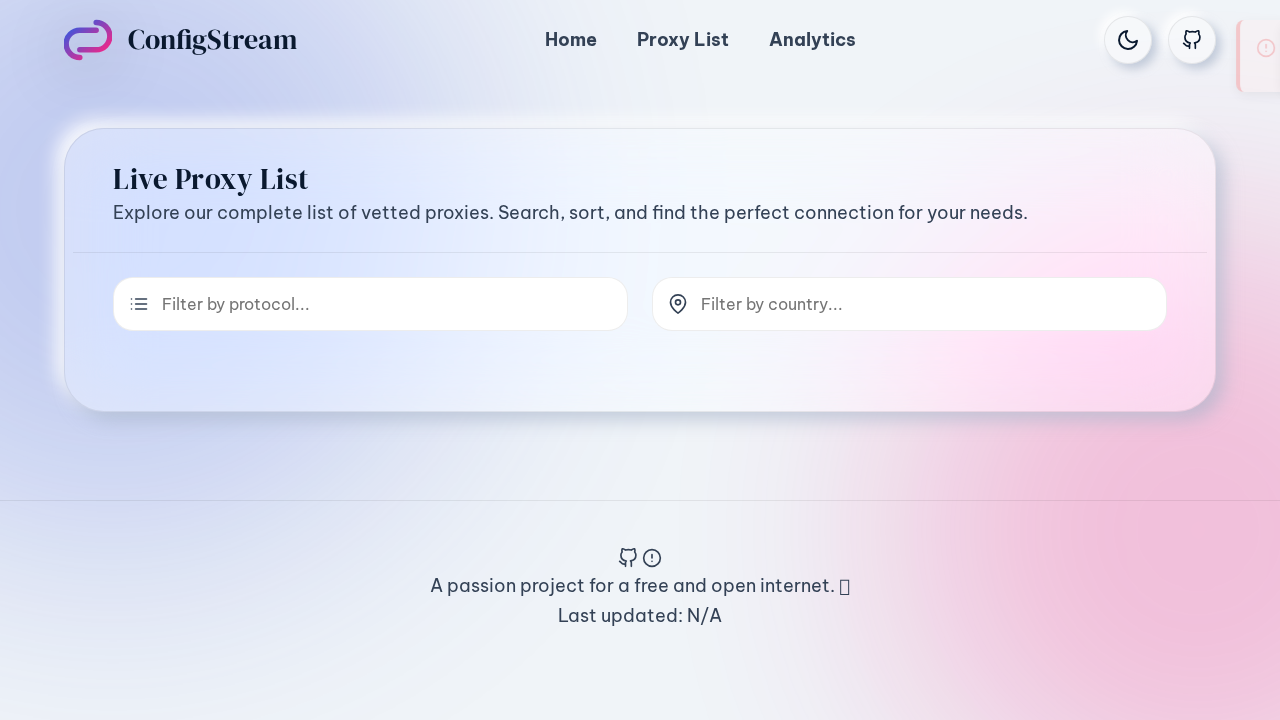 ConfigStream
Home
Proxy List
Analytics
Live Proxy List
Explore our complete list of vetted proxies. Search, sort, and find the perfect connection for your needs.
Filter by protocol...
Filter by country...
A passion project for a free and open internet.
Last updated: N/A